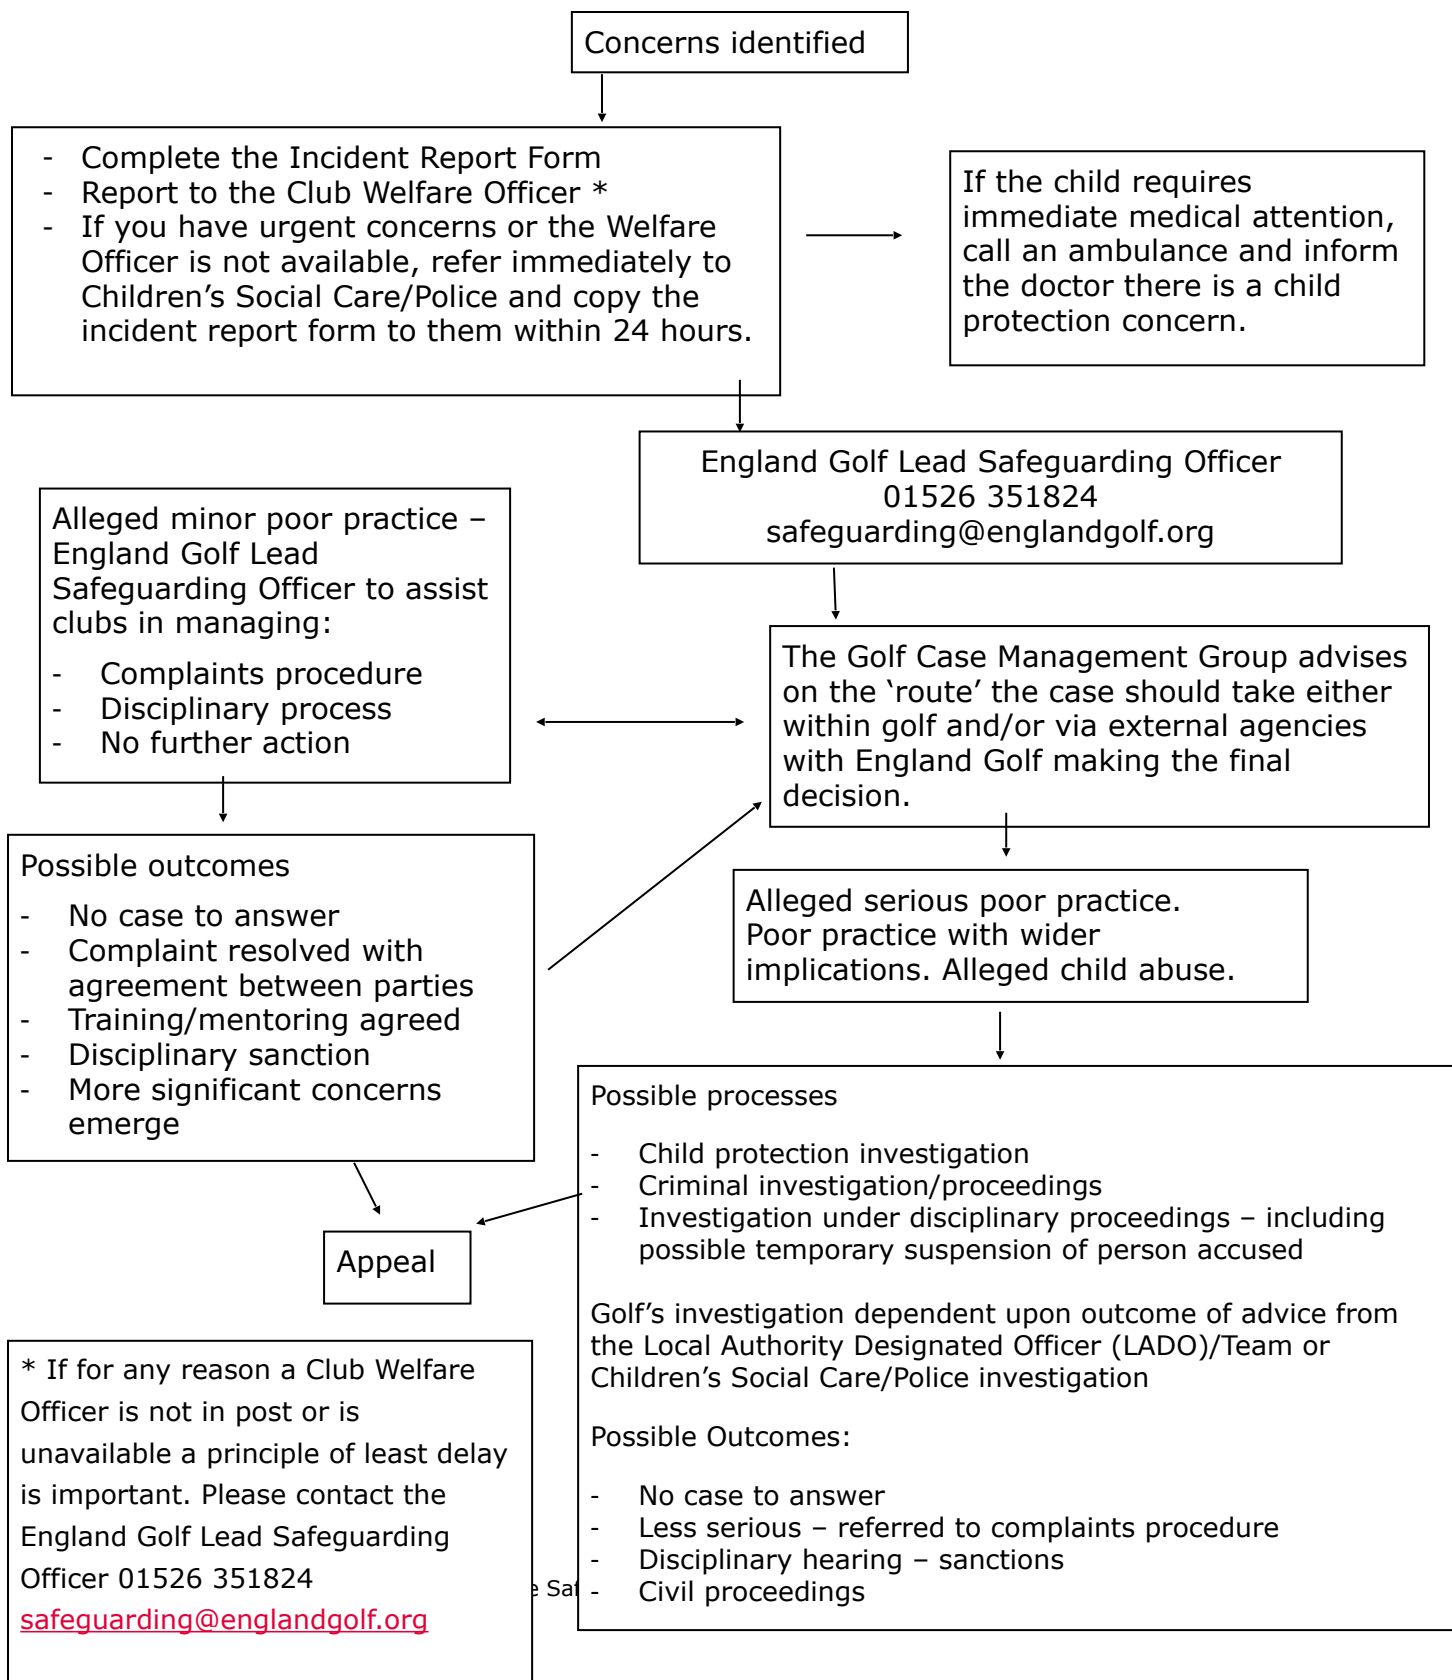 Concerns identified
- Complete the Incident Report Form
- Report to the Club Welfare Officer *
- If you have urgent concerns or the Welfare
Officer is not available, refer immediately to
Children’s Social Care/Police and copy the
incident report form to them within 24 hours.
If the child requires
immediate medical attention,
call an ambulance and inform
the doctor there is a child
protection concern.
England Golf Lead Safeguarding Officer
01526 351824
safeguarding@englandgolf.org
Alleged minor poor practice –
England Golf Lead
Safeguarding Officer to assist
clubs in managing:
- Complaints procedure
- Disciplinary process
- No further action
The Golf Case Management Group advises
on the ‘route’ the case should take either
within golf and/or via external agencies
with England Golf making the final
decision.
Possible outcomes
- No case to answer
- Complaint resolved with
agreement between parties
- Training/mentoring agreed
- Disciplinary sanction
- More significant concerns
emerge
Alleged serious poor practice.
Poor practice with wider
implications. Alleged child abuse.
Possible processes
- Child protection investigation
- Criminal investigation/proceedings
- Investigation under disciplinary proceedings – including
possible temporary suspension of person accused
Golf’s investigation dependent upon outcome of advice from
the Local Authority Designated Officer (LADO)/Team or
Children’s Social Care/Police investigation
Possible Outcomes:
- No case to answer
- Less serious – referred to complaints procedure
- Disciplinary hearing – sanctions
- Civil proceedings
Appeal
* If for any reason a Club Welfare
Officer is not in post or is
unavailable a principle of least delay
is important. Please contact the
England Golf Lead Safeguarding
Officer 01526 351824
safeguarding@englandgolf.org